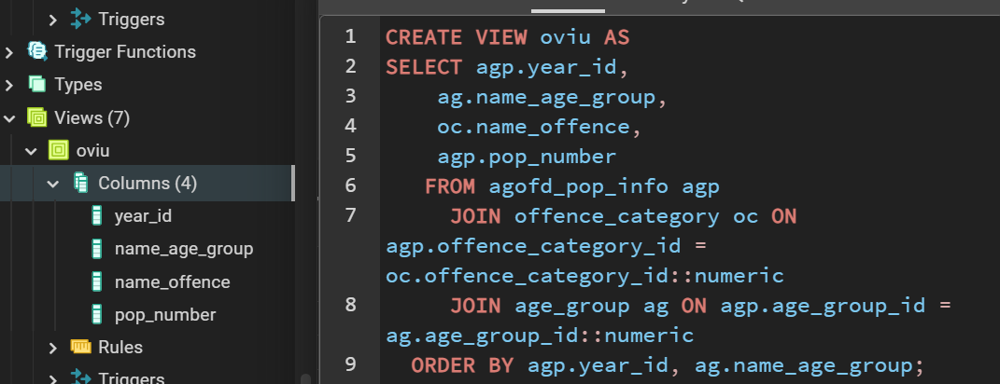 Triggers
Trigger Functions
Types
Views (7)
oviu
Columns (4)
year_id
name_age_group
name_offence
pop_number
Rules
Triggers
1 CREATE VIEW oviu AS
2 SELECT agp.year_id,
3 ag.name_age_group,
4 oc.name_offence,
5 agp.pop_number
6 FROM agofd_pop_info agp
7 JOIN offence_category oc ON
agp.offence_category_id =
oc.offence_category_id::numeric
8 JOIN age_group ag ON agp.age_group_id =
ag.age_group_id::numeric
9 ORDER BY agp.year_id, ag.name_age_group;